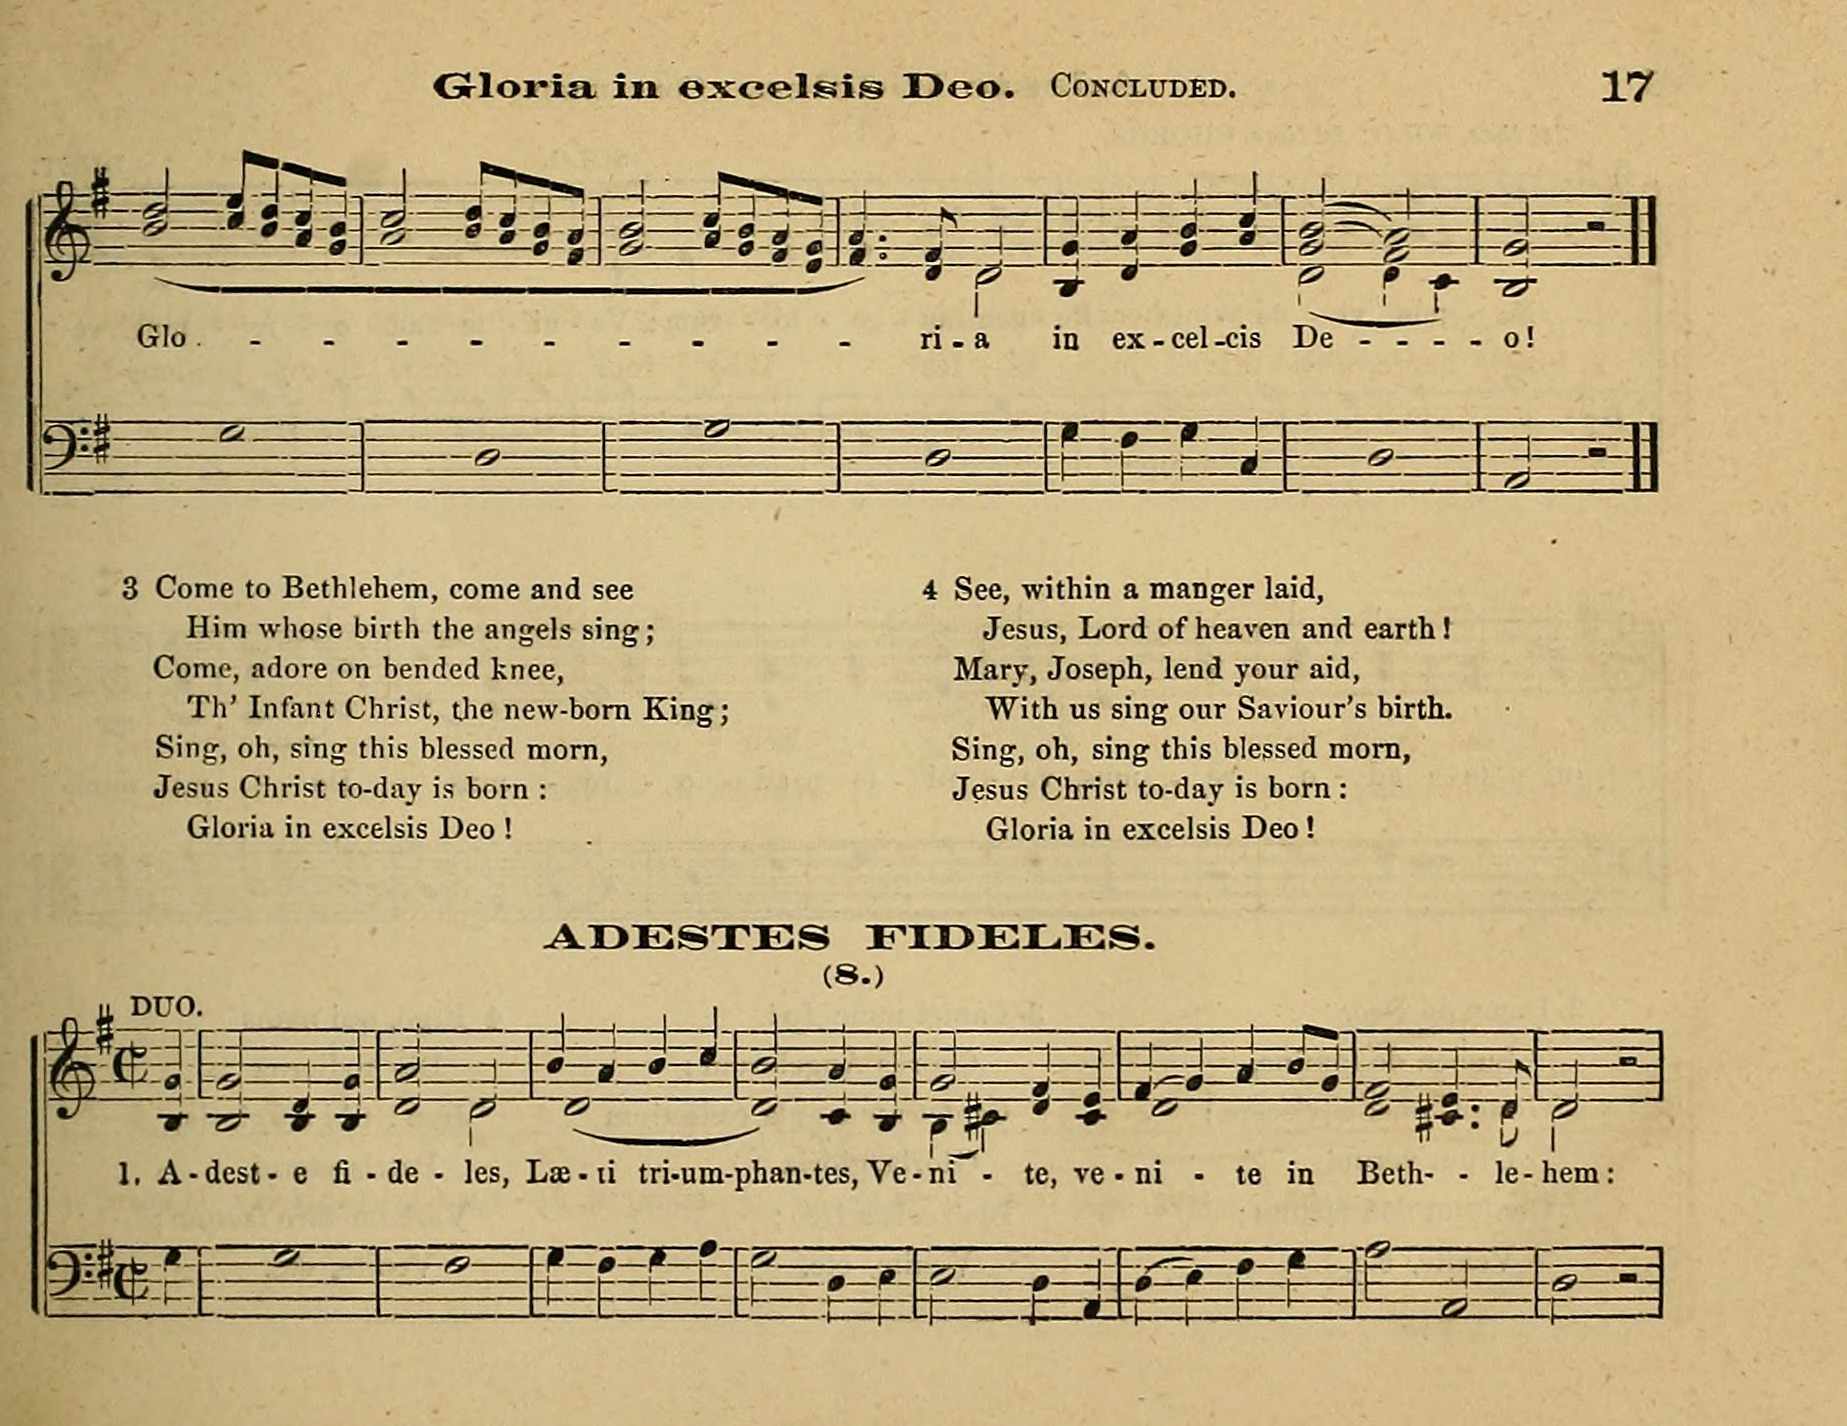 Gloria in excelsis Deo. CONCLUDED. 17
Glo - - - - - - - - - ri - a in ex - cel - cis De - - - - o!
3 Come to Bethlehem, come and see
Him whose birth the angels sing;
Come, adore on bended knee,
Th' Infant Christ, the new-born King;
Sing, oh, sing this blessed morn,
Jesus Christ to-day is born :
Gloria in excelsis Deo !
4 See, within a manger laid,
Jesus, Lord of heaven and earth !
Mary, Joseph, lend your aid,
With us sing our Saviour's birth.
Sing, oh, sing this blessed morn,
Jesus Christ to-day is born :
Gloria in excelsis Deo !
ADESTES FIDELES.
(8.)
DUO.
1. A - dest - e fi - de - les, Læ - ti tri-um-phan-tes, Ve - ni - te, ve - ni - te in Beth- - le - hem :